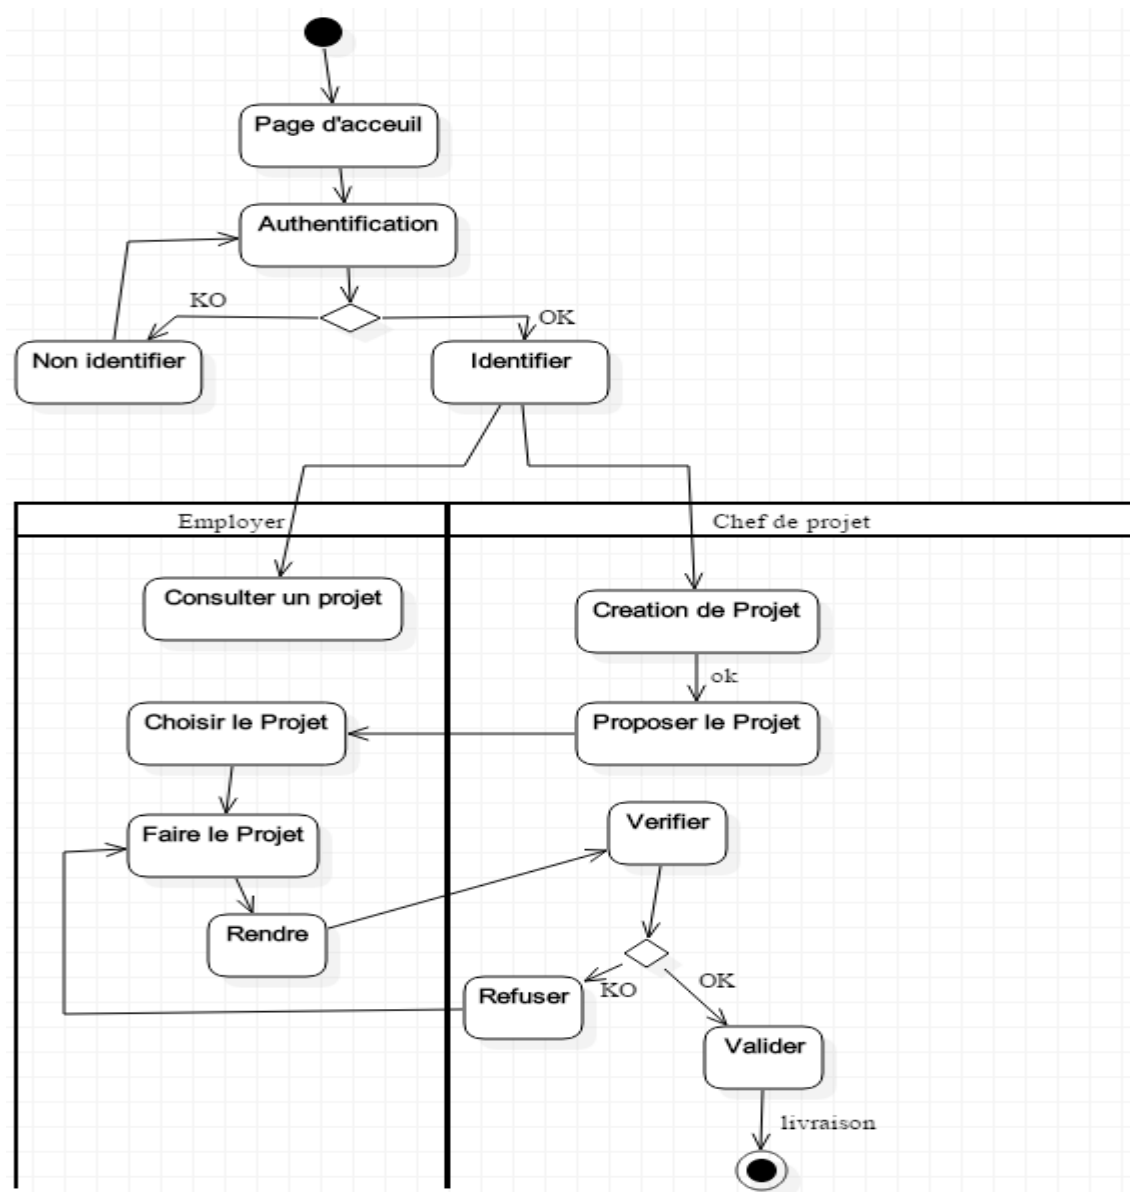 Page d'acceuil
Authentification
KO
OK
Non identifier
Identifier
Employer
Chef de projet
Consulter un projet
Creation de Projet
ok
Choisir le Projet
Proposer le Projet
Faire le Projet
Verifier
Rendre
Refuser
KO
OK
Valider
livraison